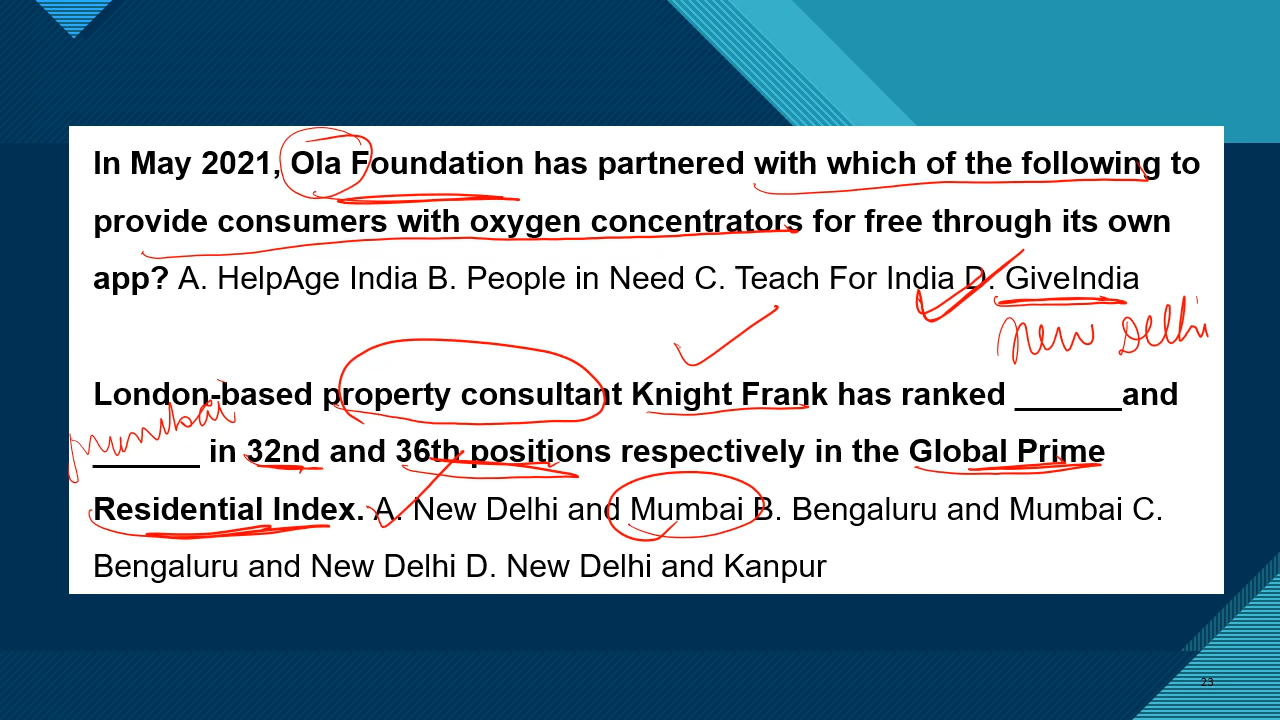 In May 2021, Ola Foundation has partnered with which of the following to
provide consumers with oxygen concentrators for free through its own
app? A. HelpAge India B. People in Need C. Teach For India D. GiveIndia
New Delhi
London-based property consultant Knight Frank has ranked ______and
mumbai
______ in 32nd and 36th positions respectively in the Global Prime
Residential Index. A. New Delhi and Mumbai B. Bengaluru and Mumbai C.
Bengaluru and New Delhi D. New Delhi and Kanpur
23